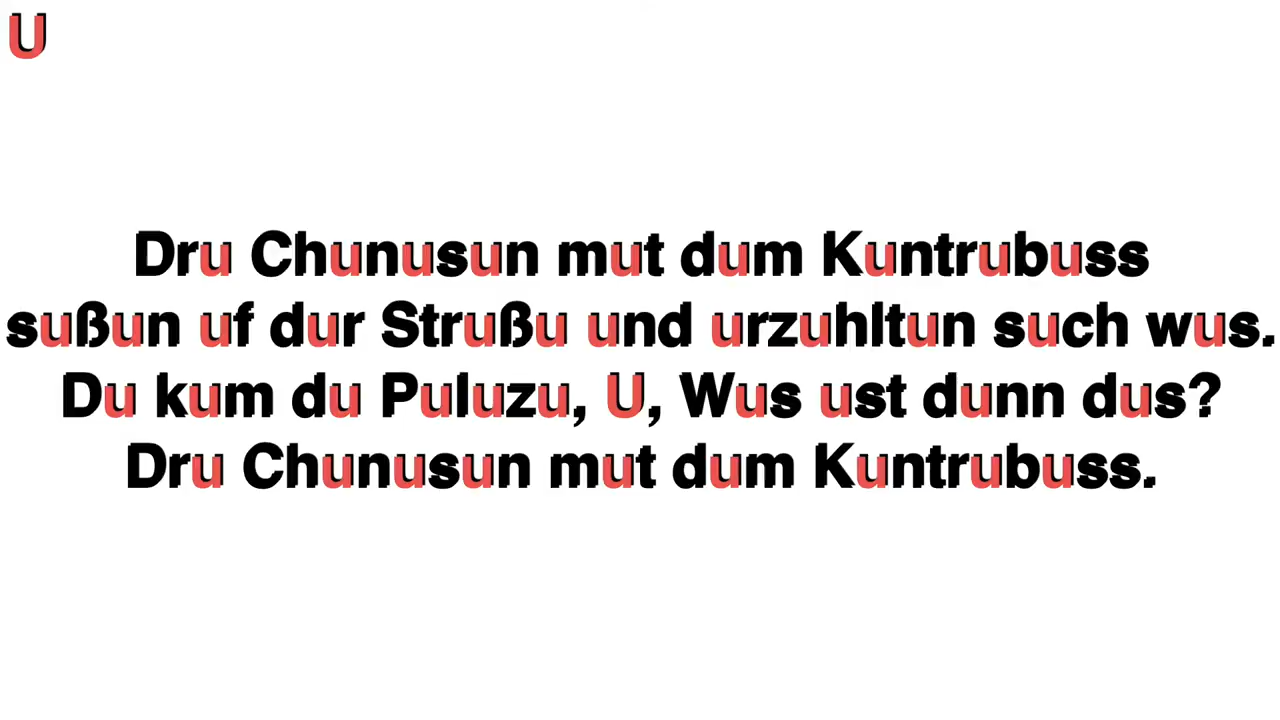 U
Dru Chunusun mut dum Kuntrubuss
sußun uf dur Strußu und urzuhltun such wus.
Du kum du Puluzu, U, Wus ust dunn dus?
Dru Chunusun mut dum Kuntrubuss.